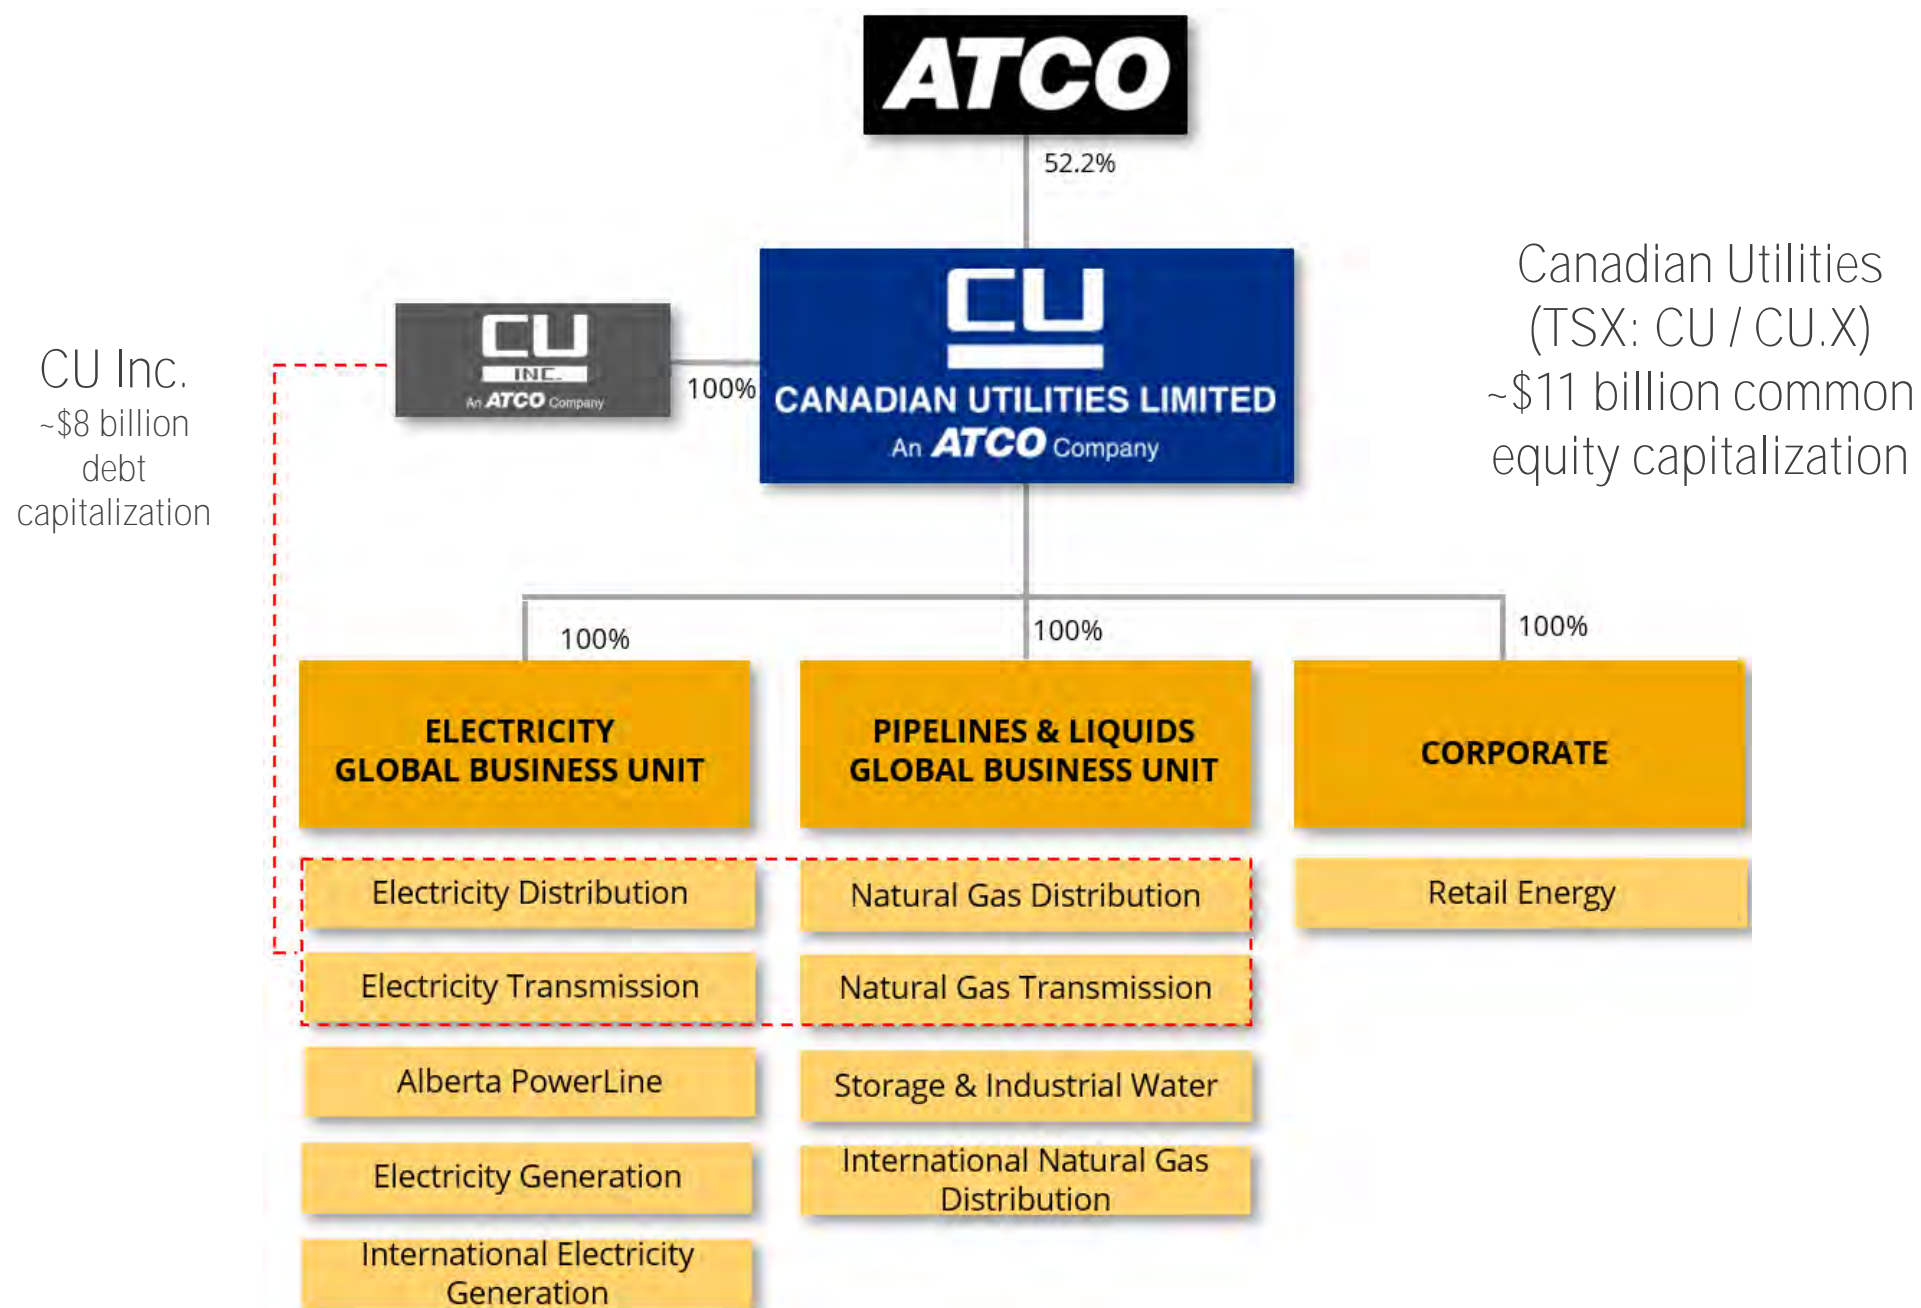 ATCO
52.2%
CU
INC.
An ATCO Company
100%
CU
CANADIAN UTILITIES LIMITED
An ATCO Company
Canadian Utilities
(TSX: CU / CU.X)
~$11 billion common
equity capitalization
CU Inc.
~$8 billion
debt
capitalization
100%
100%
100%
ELECTRICITY
GLOBAL BUSINESS UNIT
PIPELINES & LIQUIDS
GLOBAL BUSINESS UNIT
CORPORATE
Electricity Distribution
Natural Gas Distribution
Retail Energy
Electricity Transmission
Natural Gas Transmission
Alberta PowerLine
Storage & Industrial Water
Electricity Generation
International Natural Gas
Distribution
International Electricity
Generation